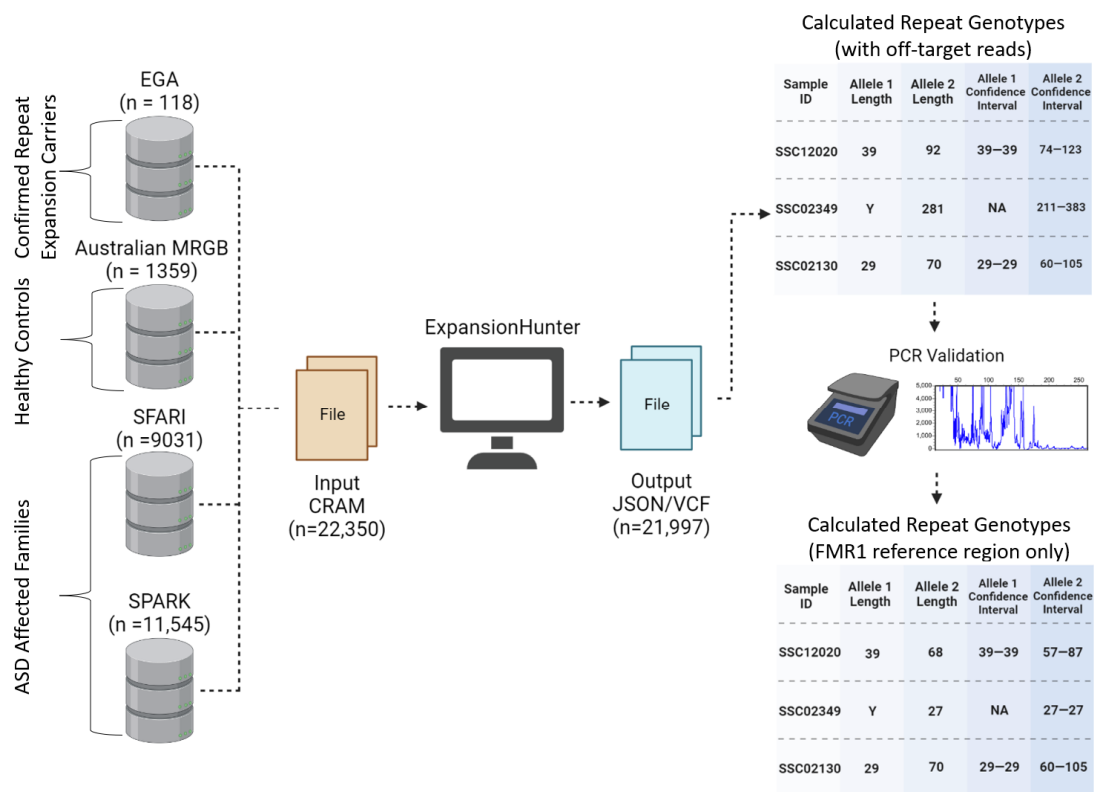 Confirmed Repeat
Expansion Carriers
EGA
(n = 118)
Healthy Controls
Australian MRGB
(n = 1359)
ASD Affected Families
SFARI
(n =9031)
SPARK
(n =11,545)
File
Input
CRAM
(n=22,350)
ExpansionHunter
File
Output
JSON/VCF
(n=21,997)
Calculated Repeat Genotypes
(with off-target reads)
Sample ID Allele 1 Length Allele 2 Length Allele 1 Confidence Interval Allele 2 Confidence Interval
SSC12020 39 92 39—39 74—123
SSC02349 Y 281 NA 211—383
SSC02130 29 70 29—29 60—105
PCR Validation
PCR
50 100 150 200 250
5,000
4,000
3,000
2,000
1,000
0
Calculated Repeat Genotypes
(FMR1 reference region only)
Sample ID Allele 1 Length Allele 2 Length Allele 1 Confidence Interval Allele 2 Confidence Interval
SSC12020 39 68 39—39 57—87
SSC02349 Y 27 NA 27—27
SSC02130 29 70 29—29 60—105